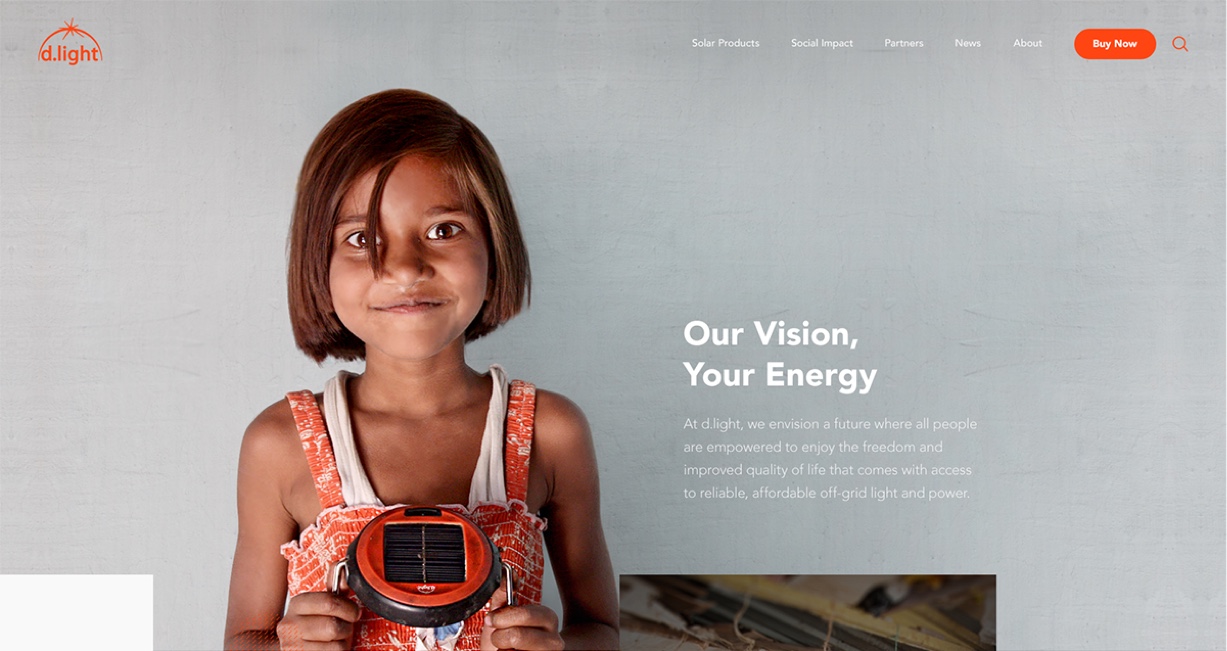 d.light
Solar Products
Social Impact
Partners
News
About
Buy Now
Our Vision,
Your Energy
At d.light, we envision a future where all people
are empowered to enjoy the freedom and
improved quality of life that comes with access
to reliable, affordable off-grid light and power.
d.light